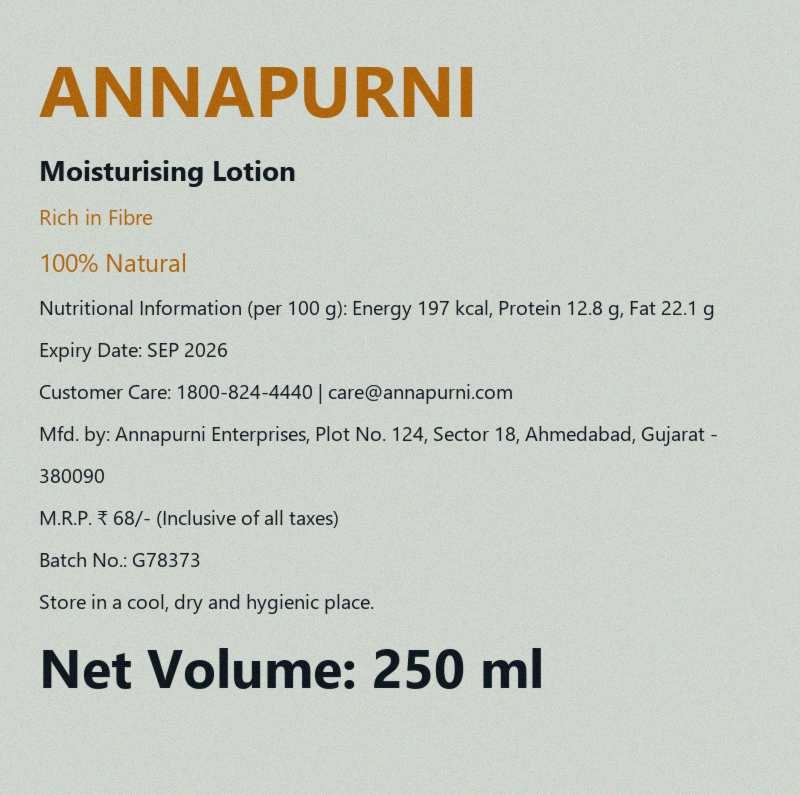 ANNAPURNI
Moisturising Lotion
Rich in Fibre
100% Natural
Nutritional Information (per 100 g): Energy 197 kcal, Protein 12.8 g, Fat 22.1 g
Expiry Date: SEP 2026
Customer Care: 1800-824-4440 | care@annapurni.com
Mfd. by: Annapurni Enterprises, Plot No. 124, Sector 18, Ahmedabad, Gujarat -
380090
M.R.P. ₹ 68/- (Inclusive of all taxes)
Batch No.: G78373
Store in a cool, dry and hygienic place.
Net Volume: 250 ml